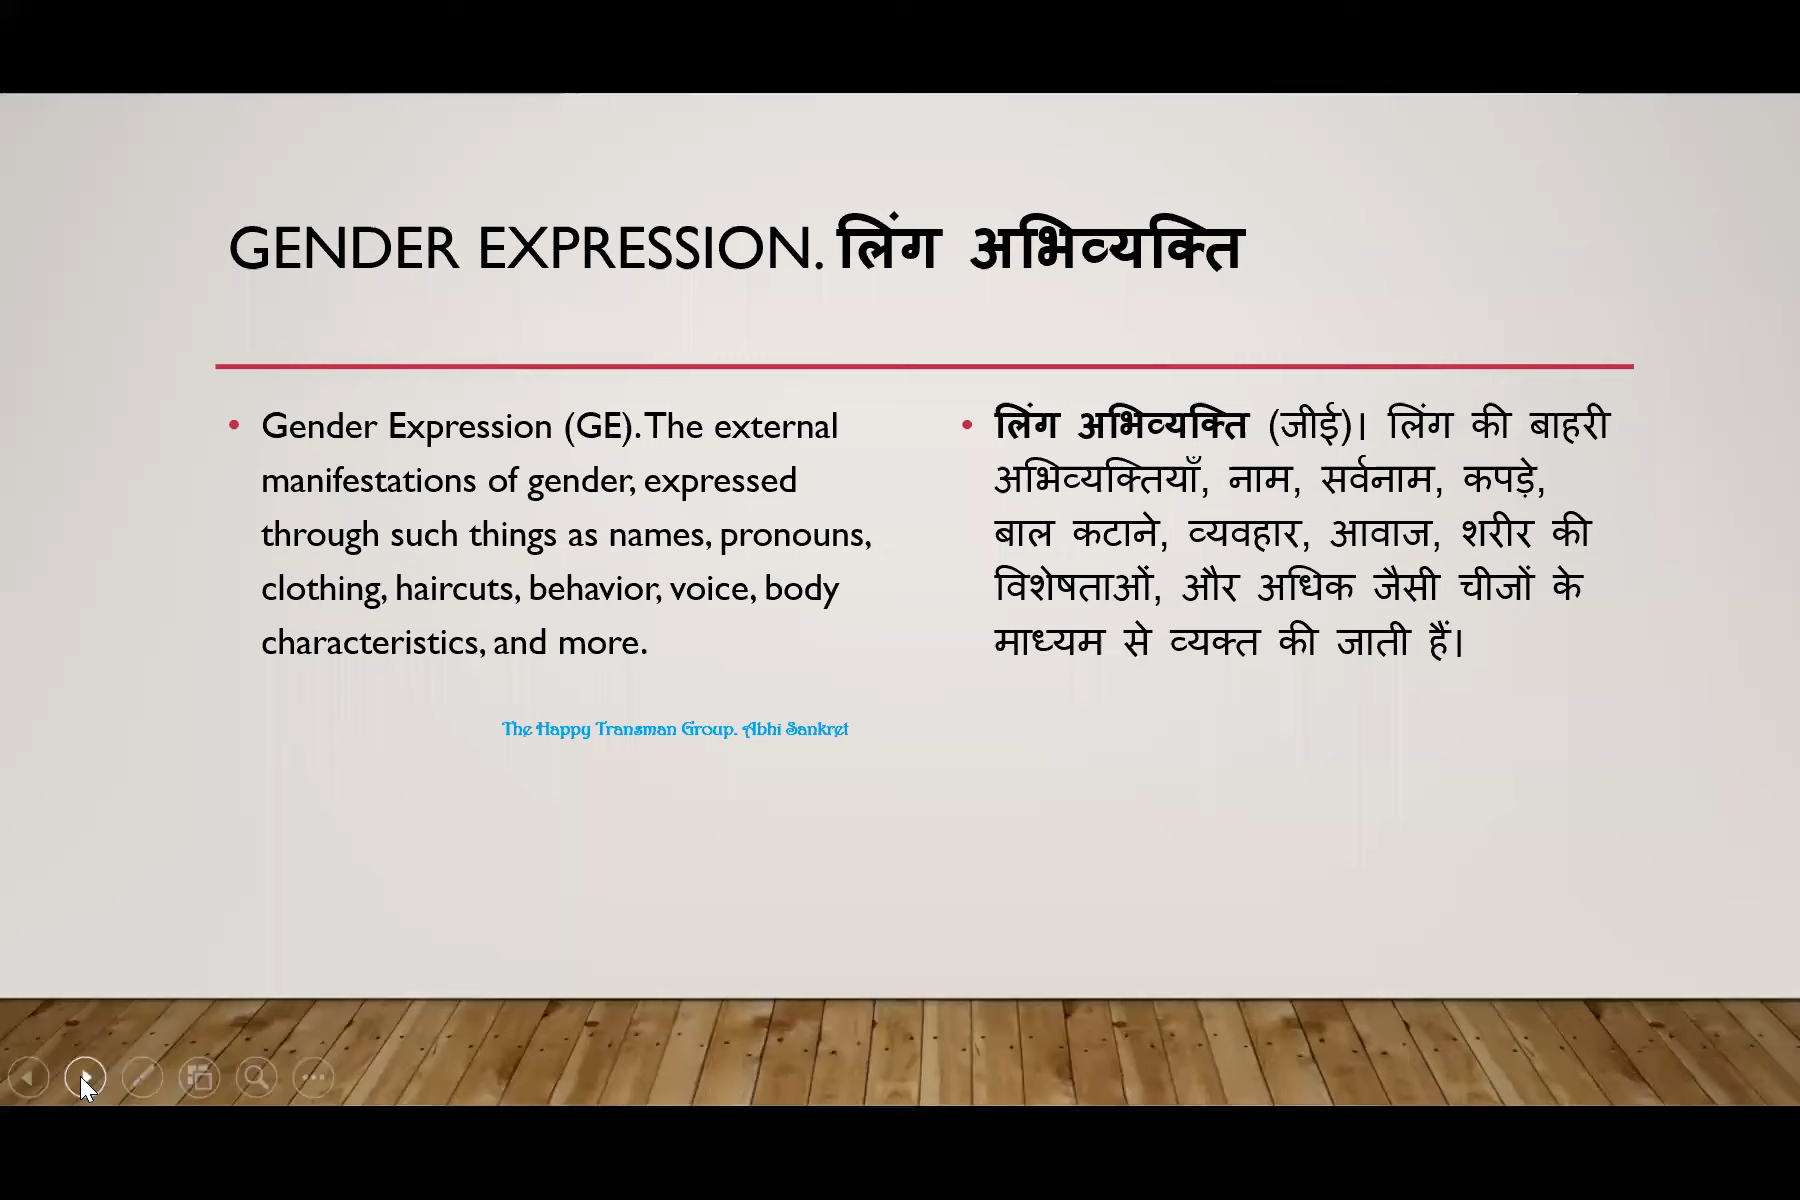 GENDER EXPRESSION. लिंग अभिव्यक्ति
• Gender Expression (GE). The external
manifestations of gender, expressed
through such things as names, pronouns,
clothing, haircuts, behavior, voice, body
characteristics, and more.
• लिंग अभिव्यक्ति (जीई)। लिंग की बाहरी
अभिव्यक्तियाँ, नाम, सर्वनाम, कपड़े,
बाल कटाने, व्यवहार, आवाज, शरीर की
विशेषताओं, और अधिक जैसी चीजों के
माध्यम से व्यक्त की जाती हैं।
The Happy Transman Group. Abhi Sankret